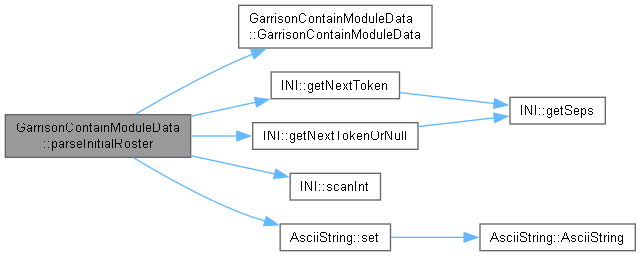 GarrisonContainModuleData
::GarrisonContainModuleData
INI::getNextToken
INI::getSeps
GarrisonContainModuleData
::parseInitialRoster
INI::getNextTokenOrNull
INI::scanInt
AsciiString::set
AsciiString::AsciiString